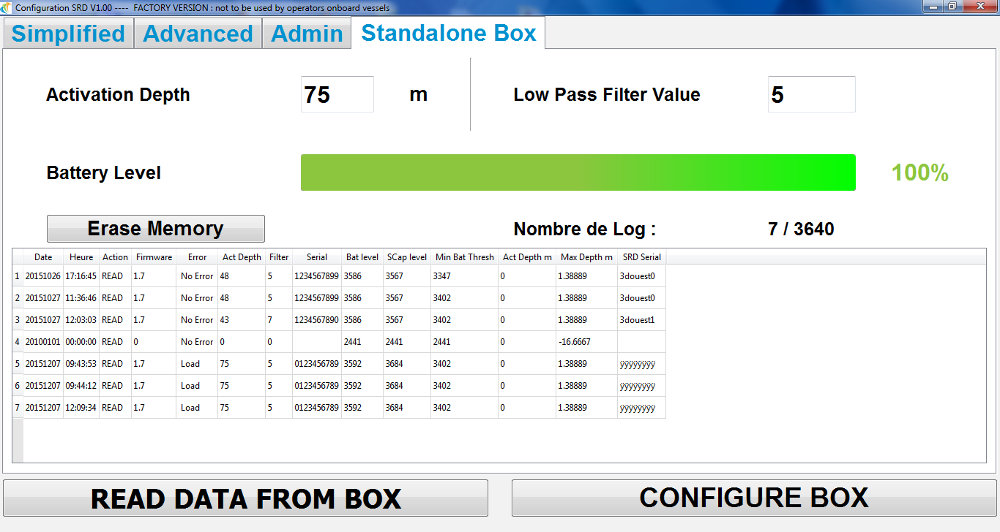 Configuration SRD V1.00 ---- FACTORY VERSION : not to be used by operators onboard vessels
Simplified Advanced Admin Standalone Box
Activation Depth 75 m Low Pass Filter Value 5
Battery Level 100%
Erase Memory Nombre de Log : 7 / 3640
Date Heure Action Firmware Error Act Depth Filter Serial Bat level SCap level Min Bat Thresh Act Depth m Max Depth m SRD Serial
1 20151026 17:16:45 READ 1.7 No Error 48 5 1234567899 3586 3567 3347 0 1.38889 3douest0
2 20151027 11:36:46 READ 1.7 No Error 48 5 1234567899 3586 3567 3402 0 1.38889 3douest0
3 20151027 12:03:03 READ 1.7 No Error 43 7 1234567890 3586 3567 3402 0 1.38889 3douest1
4 20100101 00:00:00 READ 0 No Error 0 0 2441 2441 2441 0 -16.6667
5 20151207 09:43:53 READ 1.7 Load 75 5 0123456789 3592 3684 3402 0 1.38889 ÿÿÿÿÿÿÿÿ
6 20151207 09:44:12 READ 1.7 Load 75 5 0123456789 3592 3684 3402 0 1.38889 ÿÿÿÿÿÿÿÿ
7 20151207 12:09:34 READ 1.7 Load 75 5 0123456789 3592 3684 3402 0 1.38889 ÿÿÿÿÿÿÿÿ
READ DATA FROM BOX CONFIGURE BOX